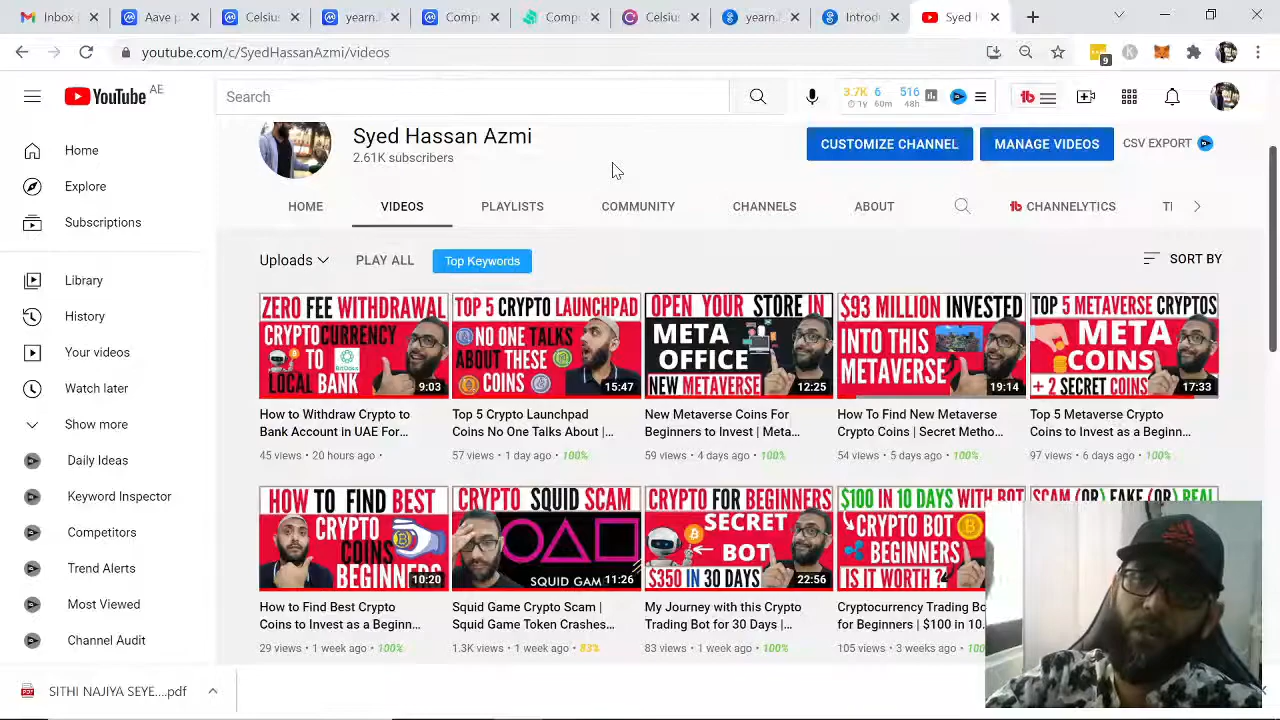 Inbox
Aave p
Celsiu
yearn
Comp
Comp
Celsiu
yearn.
Introd
Syed H
youtube.com/c/SyedHassanAzmi/videos
9
YouTube AE
Search
3.7K 6 516
1y 60m 48h
Syed Hassan Azmi
2.61K subscribers
CUSTOMIZE CHANNEL
MANAGE VIDEOS
CSV EXPORT
HOME
VIDEOS
PLAYLISTS
COMMUNITY
CHANNELS
ABOUT
CHANNELYTICS
Home
Explore
Subscriptions
Library
History
Your videos
Watch later
Show more
Daily Ideas
Keyword Inspector
Competitors
Trend Alerts
Most Viewed
Channel Audit
Uploads
PLAY ALL
Top Keywords
SORT BY
ZERO FEE WITHDRAWAL
CRYPTOCURRENCY
TO
LOCAL BANK
BitOasis
9:03
How to Withdraw Crypto to
Bank Account in UAE For...
45 views • 20 hours ago •
TOP 5 CRYPTO LAUNCHPAD
NO ONE TALKS
ABOUT THESE
COINS
15:47
Top 5 Crypto Launchpad
Coins No One Talks About |...
57 views • 1 day ago • 100%
OPEN YOUR STORE IN
META
OFFICE
NEW METAVERSE
12:25
New Metaverse Coins For
Beginners to Invest | Meta...
59 views • 4 days ago • 100%
$93 MILLION INVESTED
INTO THIS
METAVERSE
19:14
How To Find New Metaverse
Crypto Coins | Secret Metho...
54 views • 5 days ago • 100%
TOP 5 METAVERSE CRYPTOS
META
COINS
+ 2 SECRET COINS
17:33
Top 5 Metaverse Crypto
Coins to Invest as a Beginn...
97 views • 6 days ago • 100%
HOW TO FIND BEST
CRYPTO
COINS
BEGINNERS
10:20
How to Find Best Crypto
Coins to Invest as a Beginn...
29 views • 1 week ago • 100%
CRYPTO SQUID SCAM
SQUID GAM
11:26
Squid Game Crypto Scam |
Squid Game Token Crashes...
1.3K views • 1 week ago • 83%
CRYPTO FOR BEGINNERS
SECRET
BOT
$350 IN 30 DAYS
22:56
My Journey with this Crypto
Trading Bot for 30 Days |...
83 views • 1 week ago • 100%
$100 IN 10 DAYS WITH BOT
CRYPTO BOT
BEGINNERS
IS IT WORTH ?
Cryptocurrency Trading Bo
for Beginners | $100 in 10.
105 views • 3 weeks ago • 100
SCAM (OR) FAKE (OR) REAL
SITHI NAJIYA SEYE....pdf